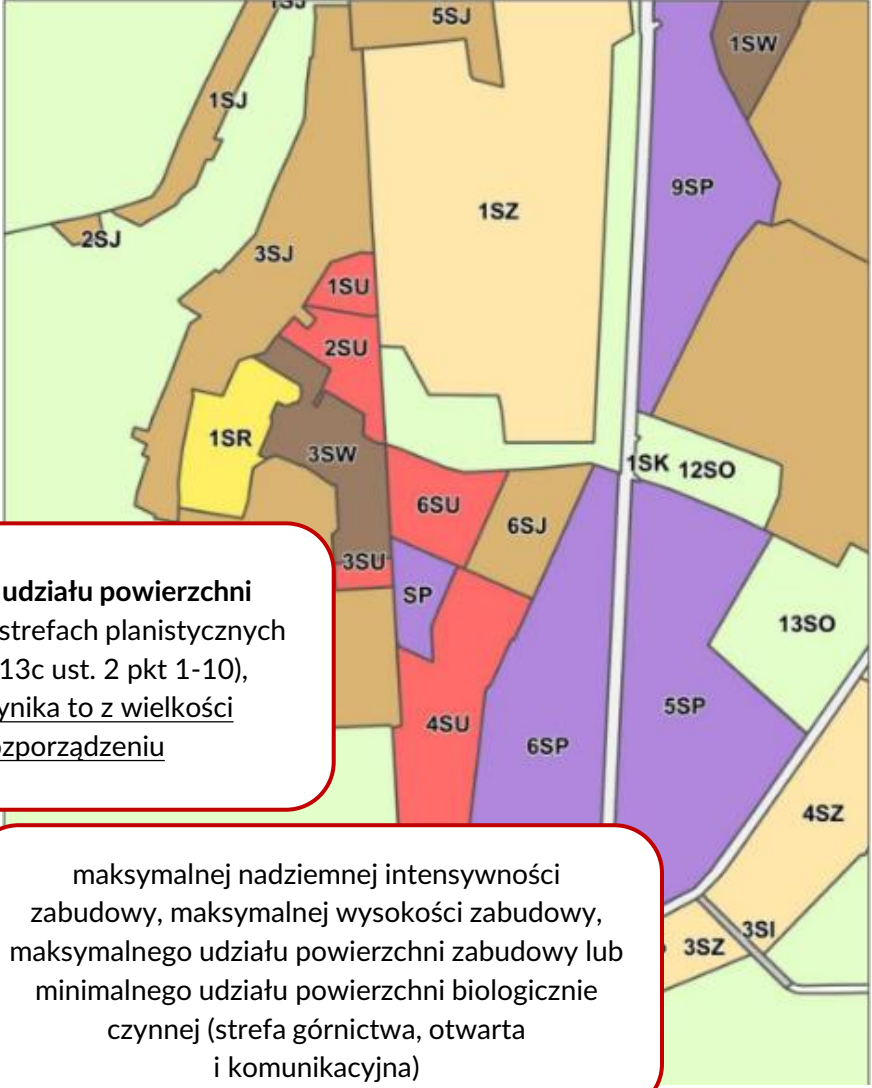 1SJ
5SJ
1SW
1SJ
9SP
1SZ
2SJ
3SJ
1SU
2SU
1SR
3SW
1SK 12SO
6SU
6SJ
3SU
SP
13SO
4SU
5SP
6SP
4SZ
3SI
3SZ
udziału powierzchni
strefach planistycznych
13c ust. 2 pkt 1-10),
ynika to z wielkości
ozporządzeniu
maksymalnej nadziemnej intensywności
zabudowy, maksymalnej wysokości zabudowy,
maksymalnego udziału powierzchni zabudowy lub
minimalnego udziału powierzchni biologicznie
czynnej (strefa górnictwa, otwarta
i komunikacyjna)